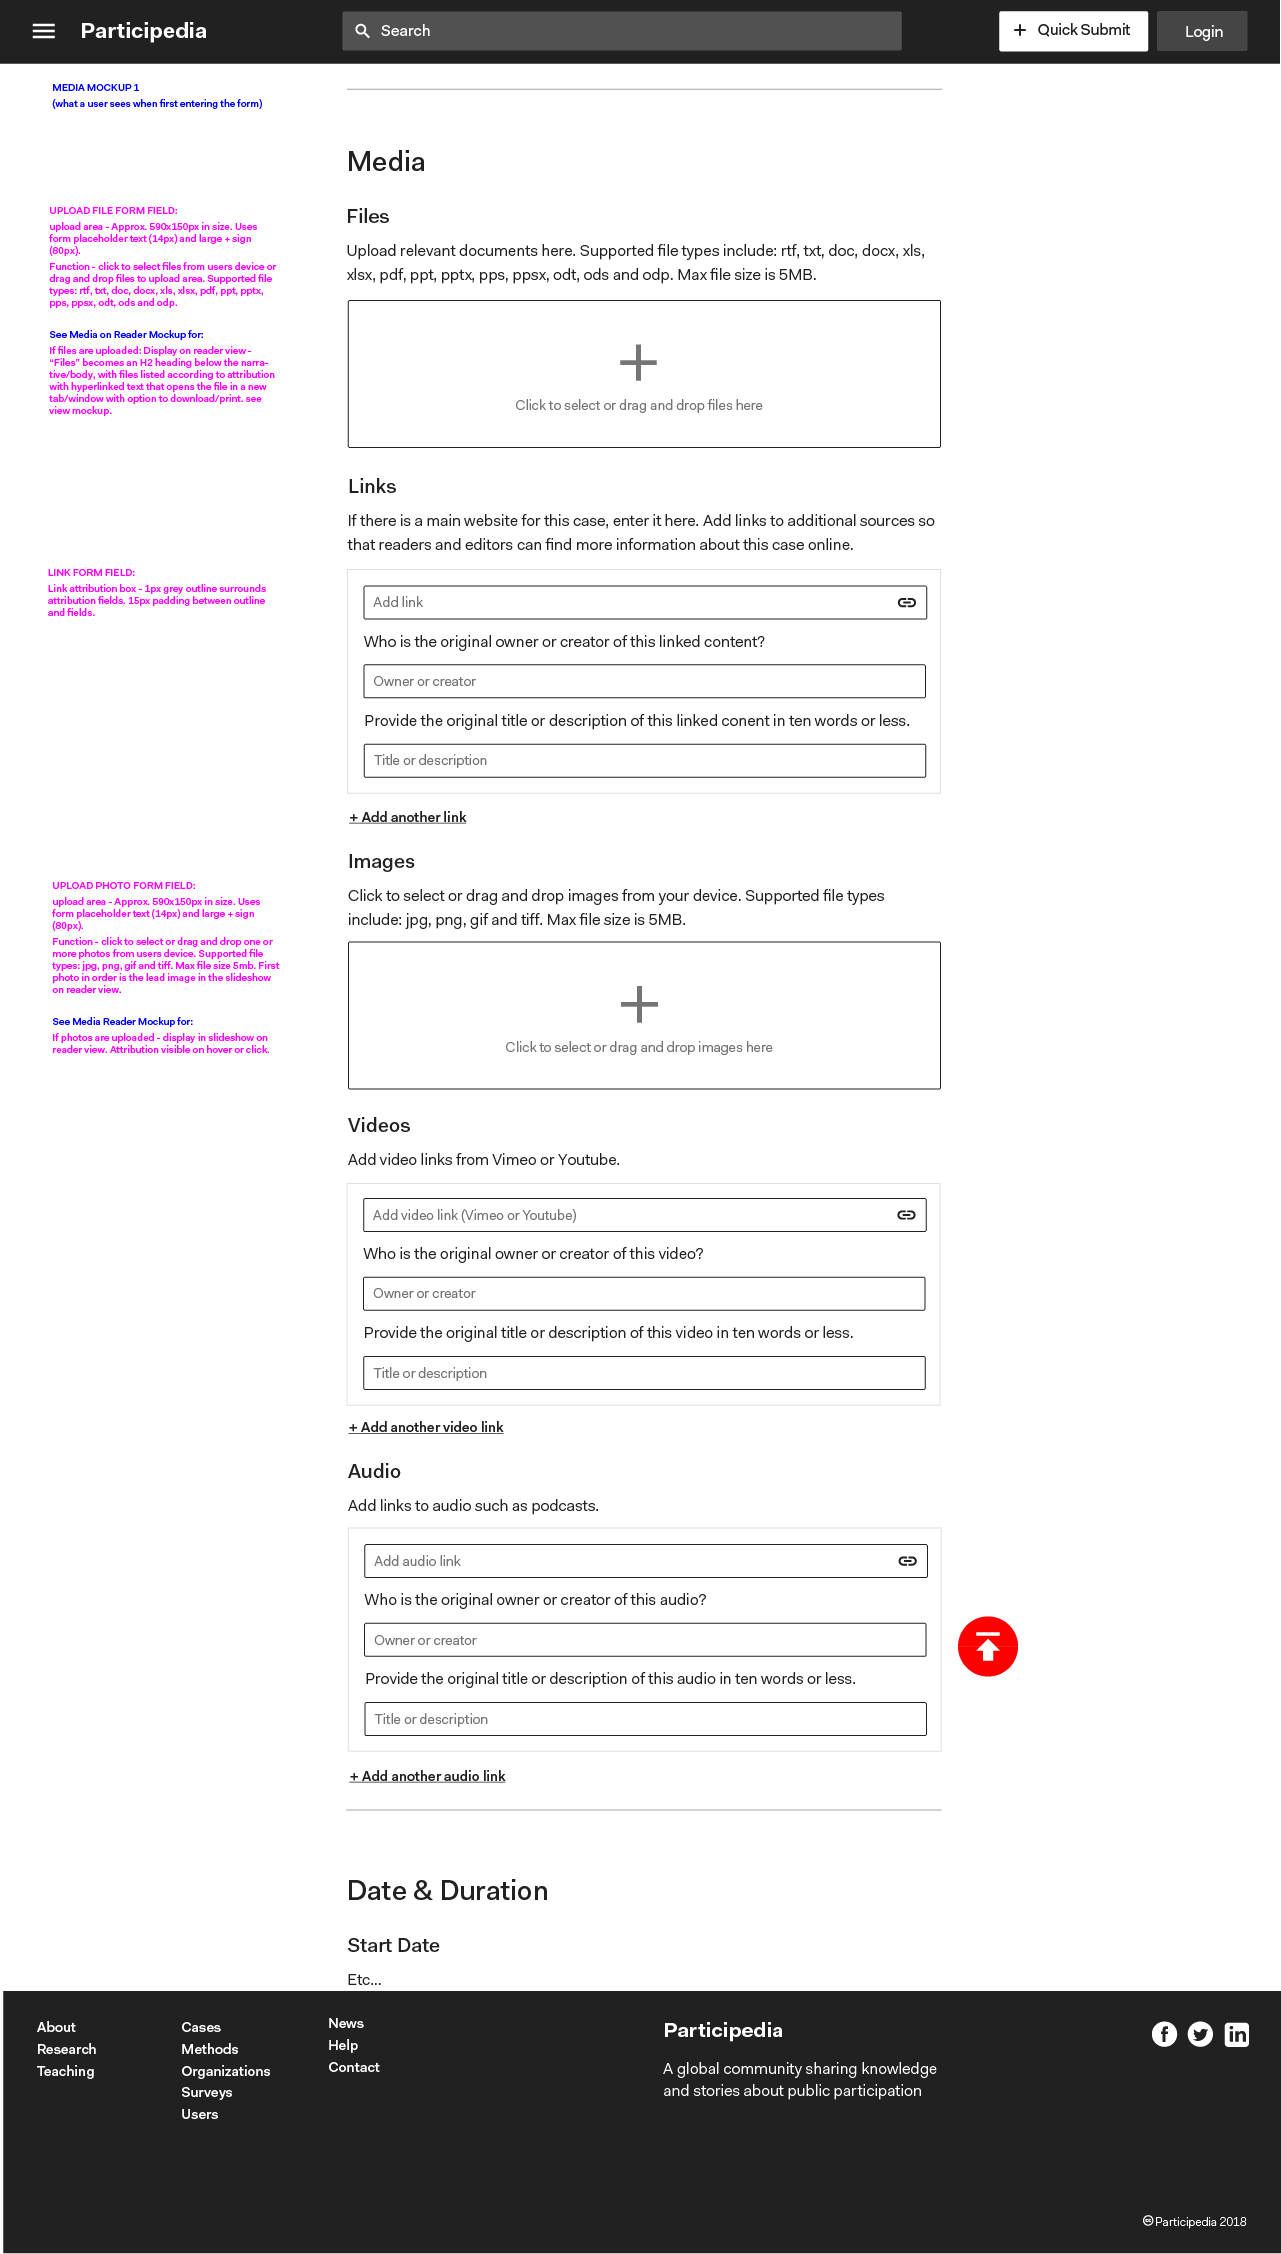 Participedia
Search
+ Quick Submit
Login
MEDIA MOCKUP 1
(what a user sees when first entering the form)
Media
UPLOAD FILE FORM FIELD:
upload area - Approx. 590x150px in size. Uses
form placeholder text (14px) and large + sign
(80px).
Function - click to select files from users device or
drag and drop files to upload area. Supported file
types: rtf, txt, doc, docx, xls, xlsx, pdf, ppt, pptx,
pps, ppsx, odt, ods and odp.
See Media on Reader Mockup for:
If files are uploaded: Display on reader view -
“Files” becomes an H2 heading below the narra-
tive/body, with files listed according to attribution
with hyperlinked text that opens the file in a new
tab/window with option to download/print. see
view mockup.
Files
Upload relevant documents here. Supported file types include: rtf, txt, doc, docx, xls,
xlsx, pdf, ppt, pptx, pps, ppsx, odt, ods and odp. Max file size is 5MB.
Click to select or drag and drop files here
Links
If there is a main website for this case, enter it here. Add links to additional sources so
that readers and editors can find more information about this case online.
LINK FORM FIELD:
Link attribution box - 1px grey outline surrounds
attribution fields. 15px padding between outline
and fields.
Add link
Who is the original owner or creator of this linked content?
Owner or creator
Provide the original title or description of this linked conent in ten words or less.
Title or description
+ Add another link
Images
Click to select or drag and drop images from your device. Supported file types
include: jpg, png, gif and tiff. Max file size is 5MB.
UPLOAD PHOTO FORM FIELD:
upload area - Approx. 590x150px in size. Uses
form placeholder text (14px) and large + sign
(80px).
Function - click to select or drag and drop one or
more photos from users device. Supported file
types: jpg, png, gif and tiff. Max file size 5mb. First
photo in order is the lead image in the slideshow
on reader view.
See Media Reader Mockup for:
If photos are uploaded - display in slideshow on
reader view. Attribution visible on hover or click.
Click to select or drag and drop images here
Videos
Add video links from Vimeo or Youtube.
Add video link (Vimeo or Youtube)
Who is the original owner or creator of this video?
Owner or creator
Provide the original title or description of this video in ten words or less.
Title or description
+ Add another video link
Audio
Add links to audio such as podcasts.
Add audio link
Who is the original owner or creator of this audio?
Owner or creator
Provide the original title or description of this audio in ten words or less.
Title or description
+ Add another audio link
Date & Duration
Start Date
Etc...
About
Research
Teaching
Cases
Methods
Organizations
Surveys
Users
News
Help
Contact
Participedia
A global community sharing knowledge
and stories about public participation
Participedia 2018